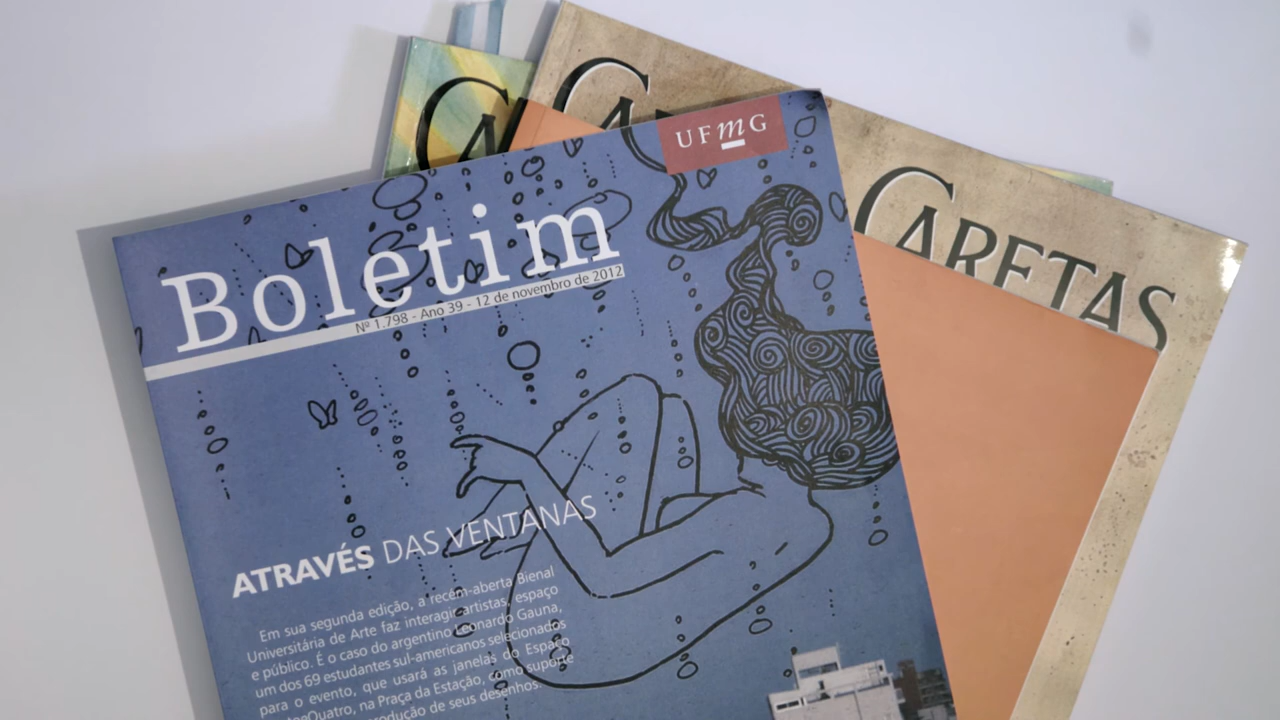 CARETAS
UFMG
Boletim
Nº 1.798 - Ano 39 - 12 de novembro de 2012
ATRAVÉS DAS VENTANAS
Em sua segunda edição, a recém-aberta Bienal
Universitária de Arte faz interagir artistas, espaço
e público. É o caso do argentino Leonardo Gauna,
um dos 69 estudantes sul-americanos selecionados
para o evento, que usará as janelas do Espaço
na Praça da Estação, como suporte
de seus desenhos.